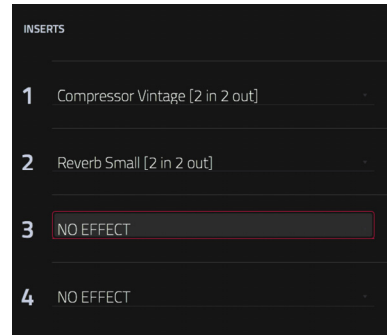 INSERTS
1 Compressor Vintage [2 in 2 out]
2 Reverb Small [2 in 2 out]
3 NO EFFECT
4 NO EFFECT